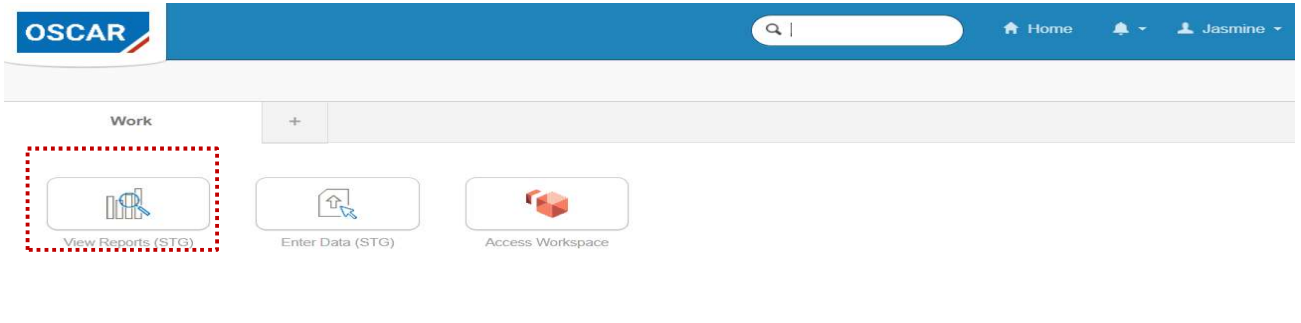 OSCAR
Home
Jasmine
Work
+
View Reports (STG)
Enter Data (STG)
Access Workspace